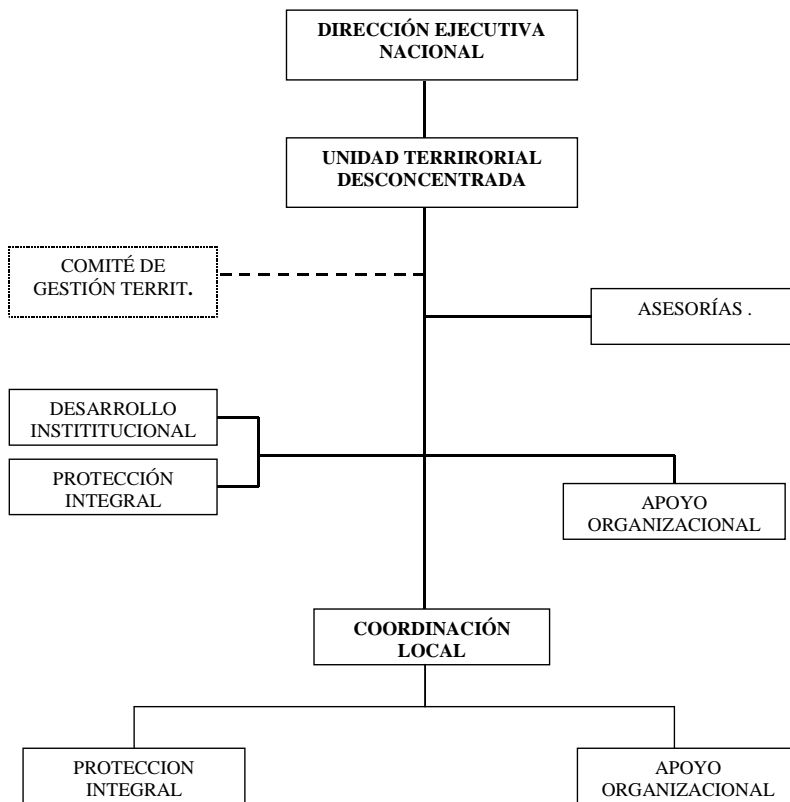 DIRECCIÓN EJECUTIVA
NACIONAL
UNIDAD TERRIRORIAL
DESCONCENTRADA
COMITÉ DE
GESTIÓN TERRIT.
ASESORÍAS .
DESARROLLO
INSTITITUCIONAL
PROTECCIÓN
INTEGRAL
APOYO
ORGANIZACIONAL
COORDINACIÓN
LOCAL
PROTECCION
INTEGRAL
APOYO
ORGANIZACIONAL